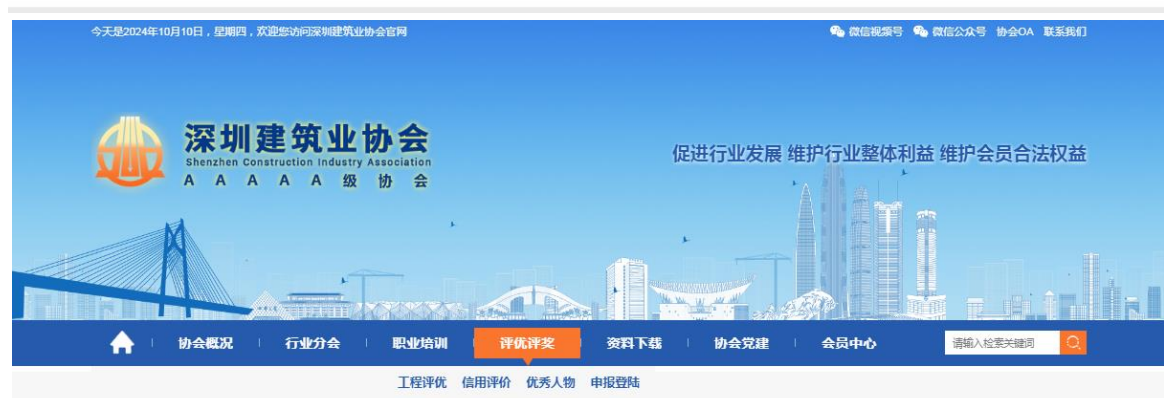 今天是2024年10月10日，星期四，欢迎您访问深圳建筑业协会官网
微信视频号 微信公众号 协会OA 联系我们
深圳建筑业协会
Shenzhen Construction Industry Association
AAAAA级协会
促进行业发展 维护行业整体利益 维护会员合法权益
协会概况 行业分会 职业培训 评优评奖 资料下载 协会党建 会员中心 请输入检索关键词
工程评优 信用评价 优秀人物 申报登陆